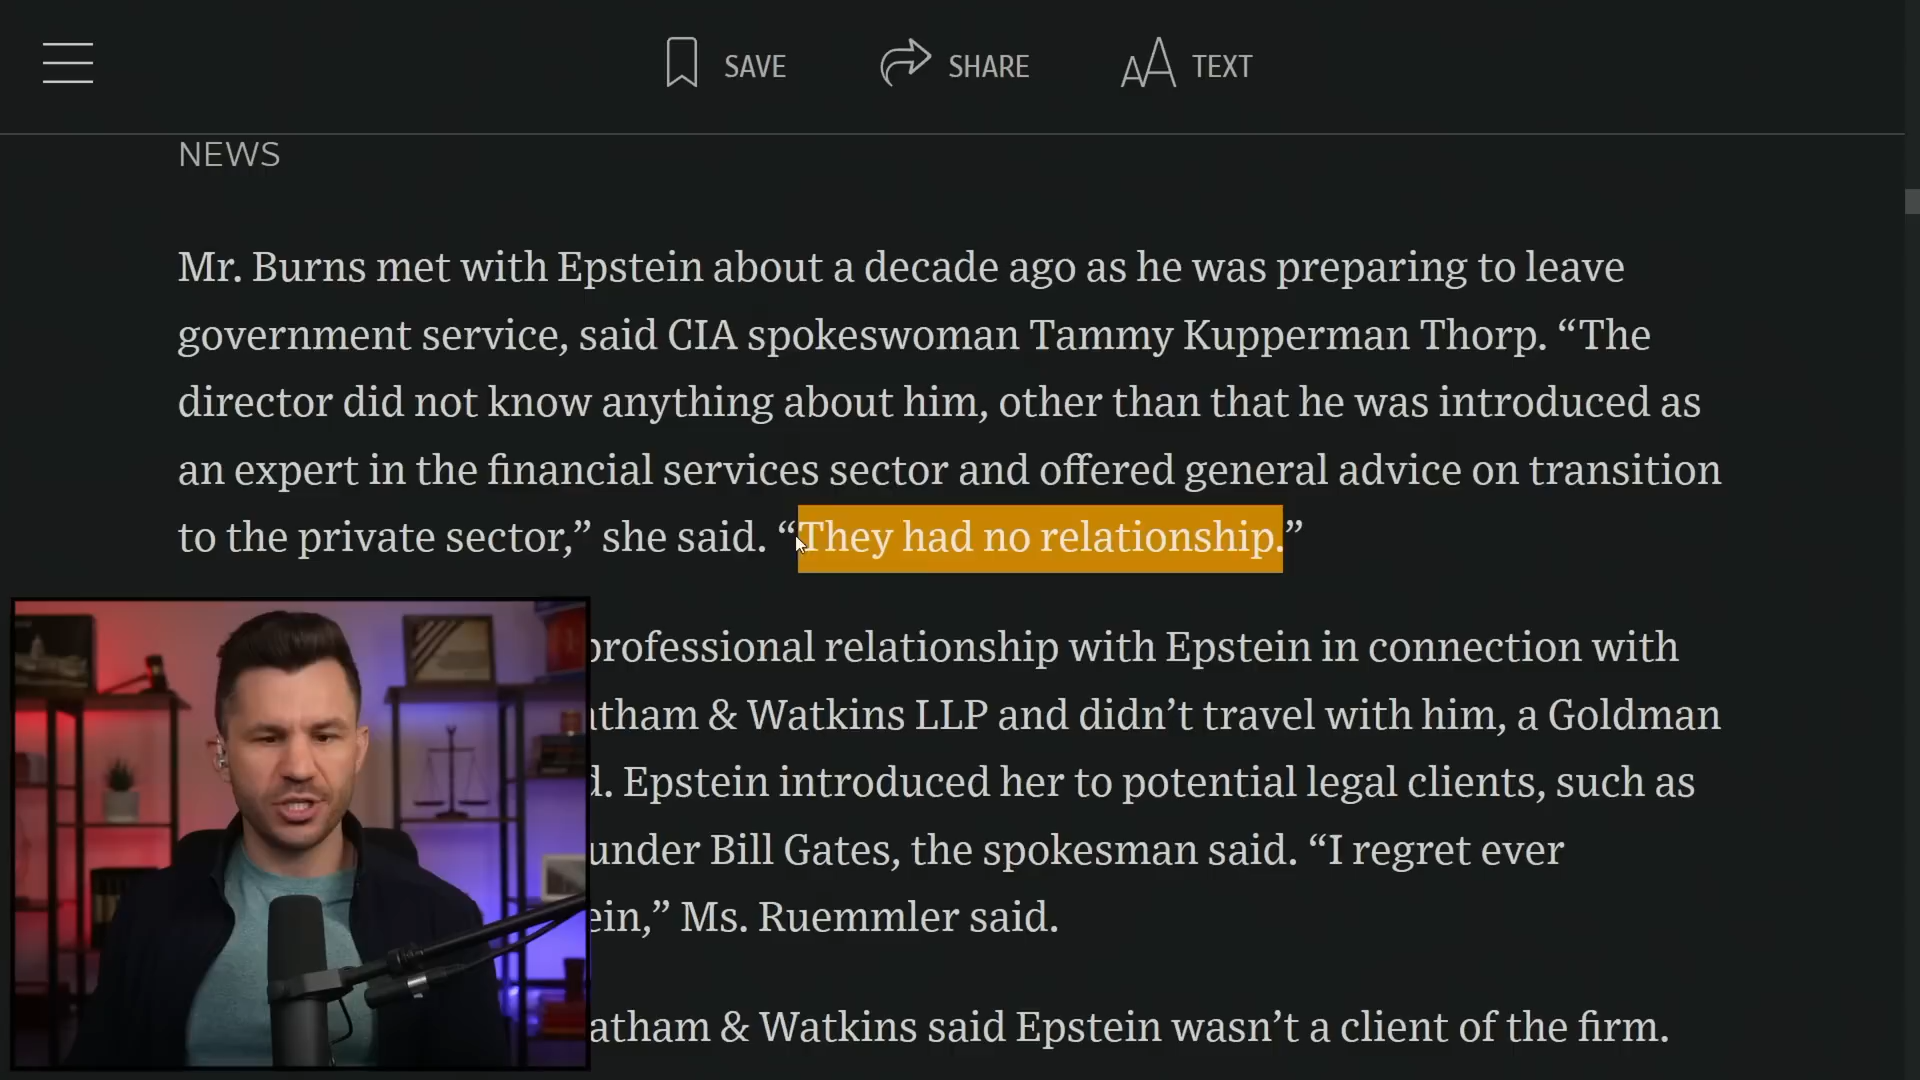 SAVE SHARE TEXT
NEWS
Mr. Burns met with Epstein about a decade ago as he was preparing to leave
government service, said CIA spokeswoman Tammy Kupperman Thorp. “The
director did not know anything about him, other than that he was introduced as
an expert in the financial services sector and offered general advice on transition
to the private sector,” she said. “They had no relationship.”
professional relationship with Epstein in connection with
& Watkins LLP and didn’t travel with him, a Goldman
Epstein introduced her to potential legal clients, such as
Bill Gates, the spokesman said. “I regret ever
Ms. Ruemmler said.
& Watkins said Epstein wasn’t a client of the firm.